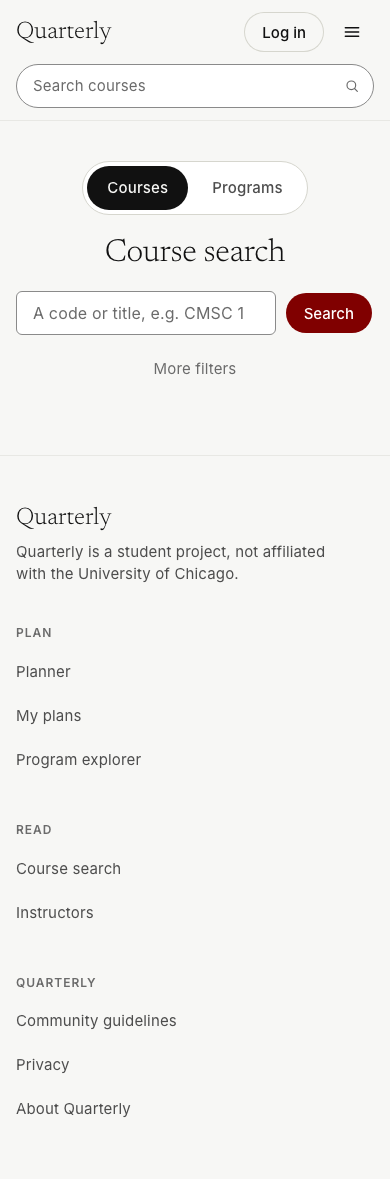 Quarterly
Log in
Search courses
Courses
Programs
Course search
A code or title, e.g. CMSC 1
Search
More filters
Quarterly
Quarterly is a student project, not affiliated
with the University of Chicago.
PLAN
Planner
My plans
Program explorer
READ
Course search
Instructors
QUARTERLY
Community guidelines
Privacy
About Quarterly